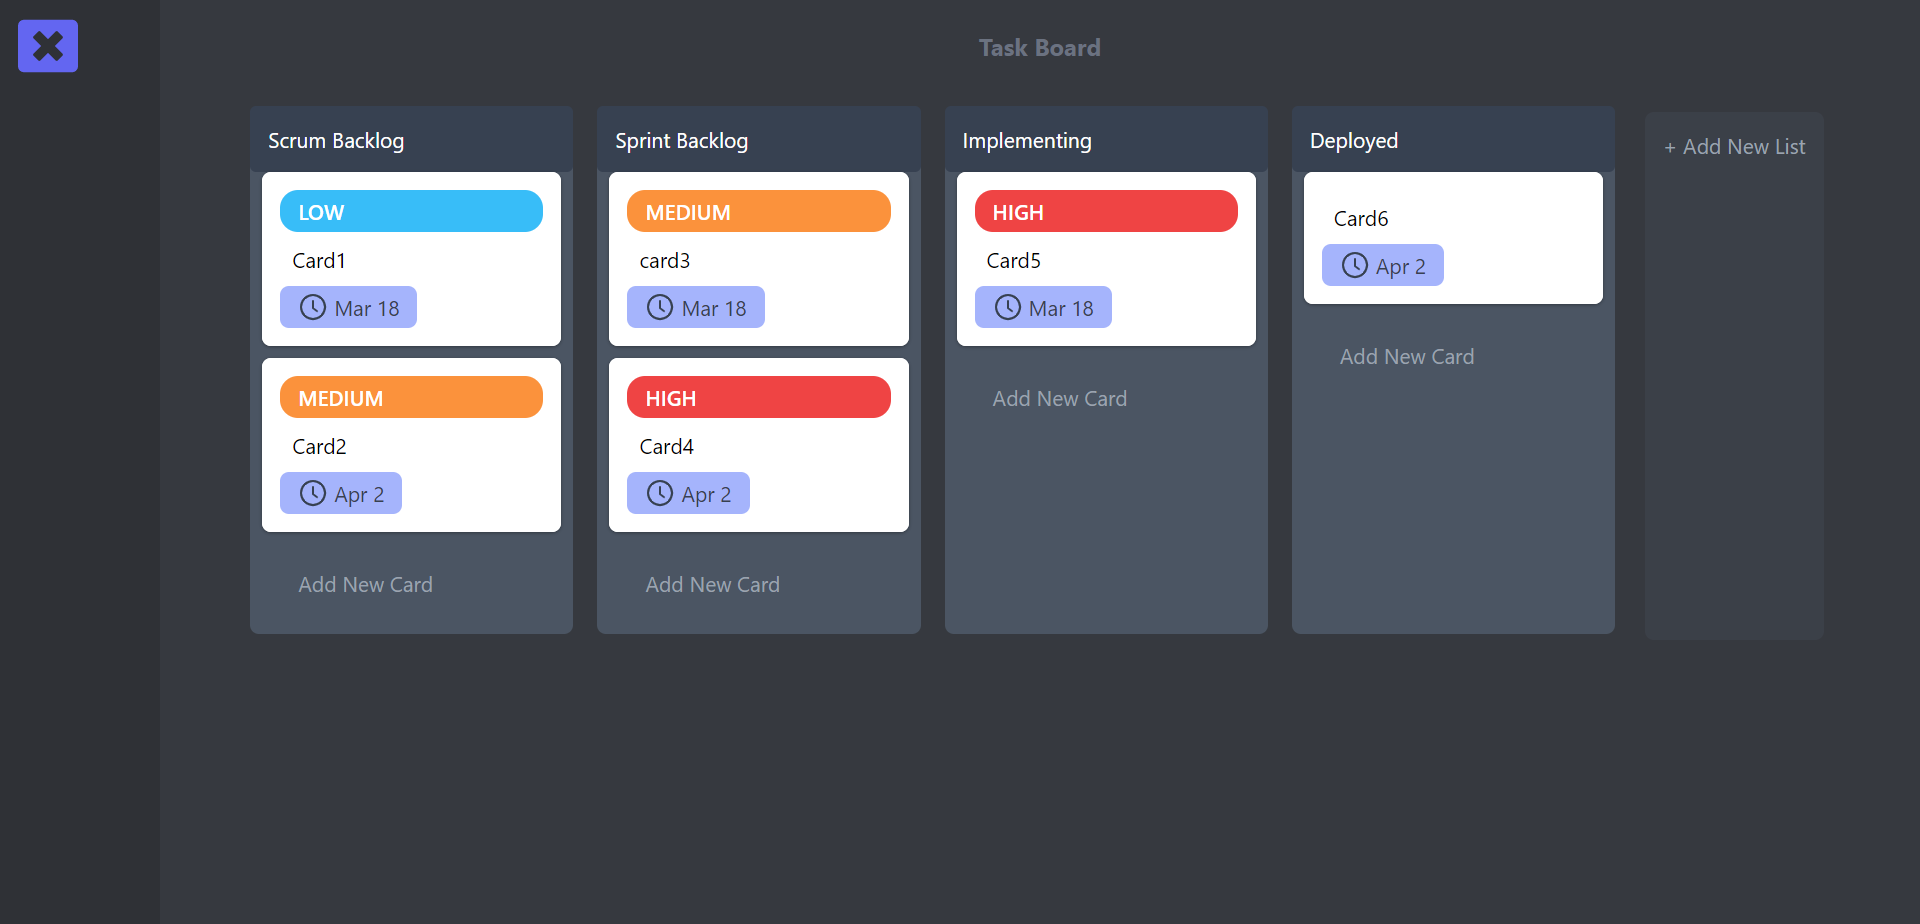 Task Board
Scrum Backlog
LOW
Card1
Mar 18
MEDIUM
Card2
Apr 2
Add New Card
Sprint Backlog
MEDIUM
card3
Mar 18
HIGH
Card4
Apr 2
Add New Card
Implementing
HIGH
Card5
Mar 18
Add New Card
Deployed
Card6
Apr 2
Add New Card
+ Add New List